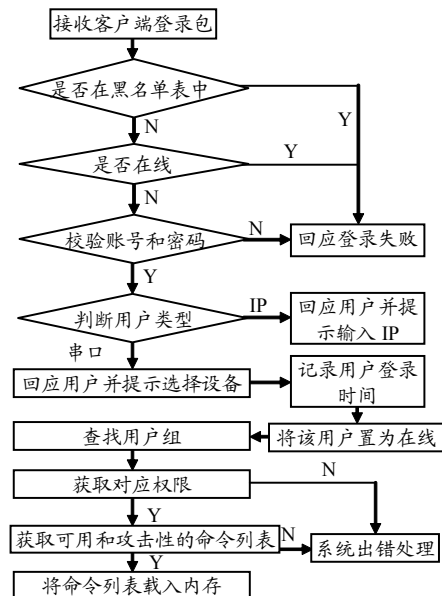 接收客户端登录包
是否在黑名单表中
N
Y
是否在线
Y
N
校验账号和密码
N
回应登录失败
Y
判断用户类型
IP
回应用户并提
示输入 IP
串口
回应用户并提示选择设备
记录用户登录
时间
查找用户组
将该用户置为在线
获取对应权限
N
Y
获取可用和攻击性的命令列表
N
系统出错处理
Y
将命令列表载入内存